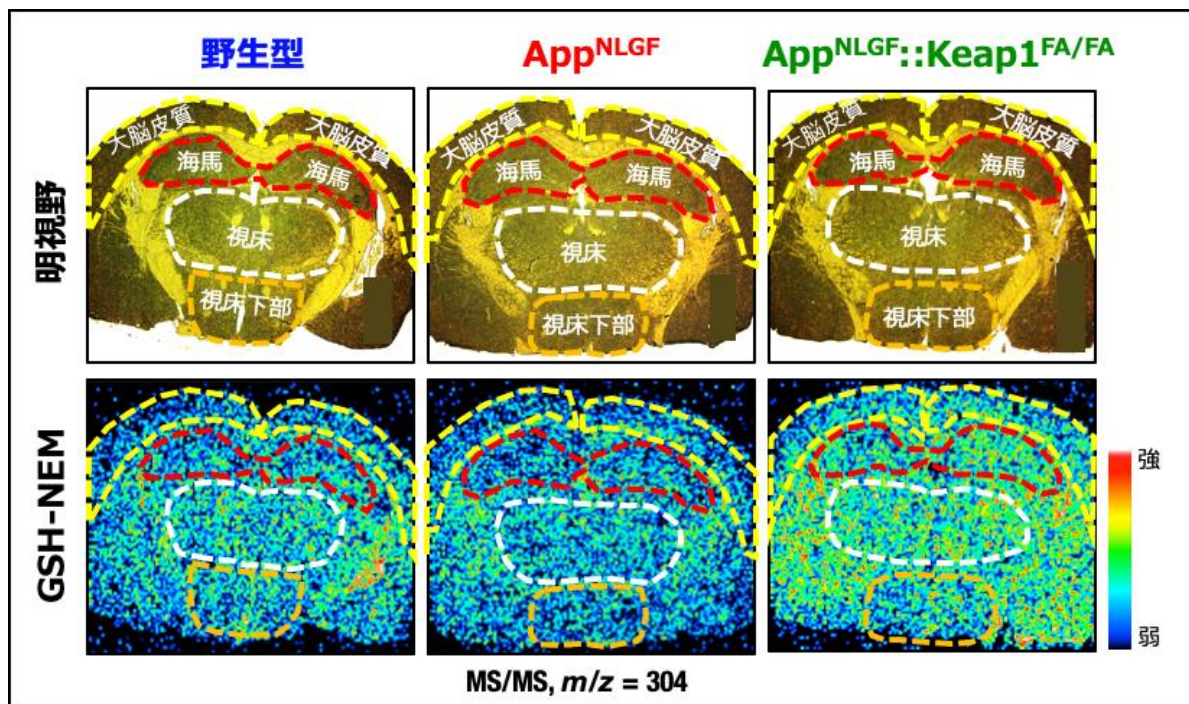 野生型
App^NLGF
App^NLGF::Keap1^FA/FA
明視野
大脳皮質
大脳皮質
海馬
海馬
視床
視床下部
大脳皮質
大脳皮質
海馬
海馬
視床
視床下部
大脳皮質
大脳皮質
海馬
海馬
視床
視床下部
GSH-NEM
強
弱
MS/MS, m/z = 304